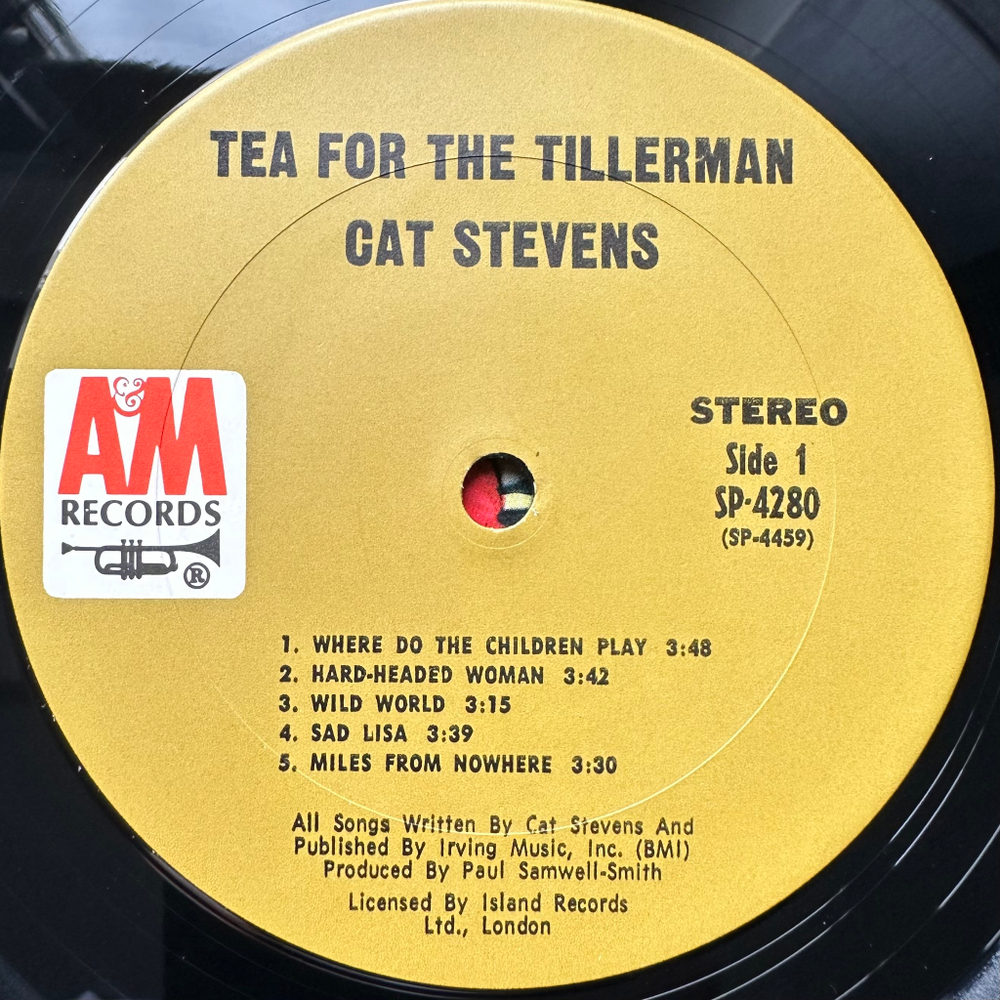 TEA FOR THE TILLERMAN
CAT STEVENS
A&M
RECORDS
®
STEREO
Side 1
SP-4280
(SP-4459)
1. WHERE DO THE CHILDREN PLAY 3:48
2. HARD-HEADED WOMAN 3:42
3. WILD WORLD 3:15
4. SAD LISA 3:39
5. MILES FROM NOWHERE 3:30
All Songs Written By Cat Stevens And
Published By Irving Music, Inc. (BMI)
Produced By Paul Samwell-Smith
Licensed By Island Records
Ltd., London